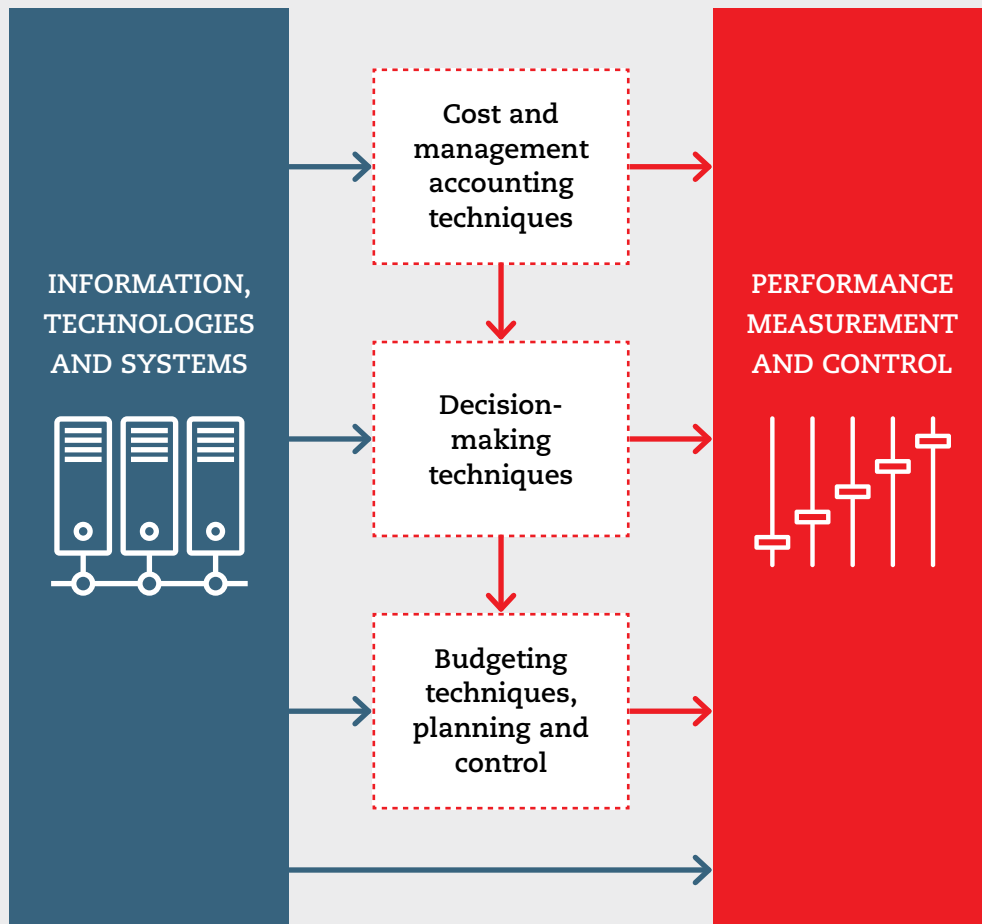 INFORMATION,
TECHNOLOGIES
AND SYSTEMS
Cost and
management
accounting
techniques
Decision-
making
techniques
Budgeting
techniques,
planning and
control
PERFORMANCE
MEASUREMENT
AND CONTROL